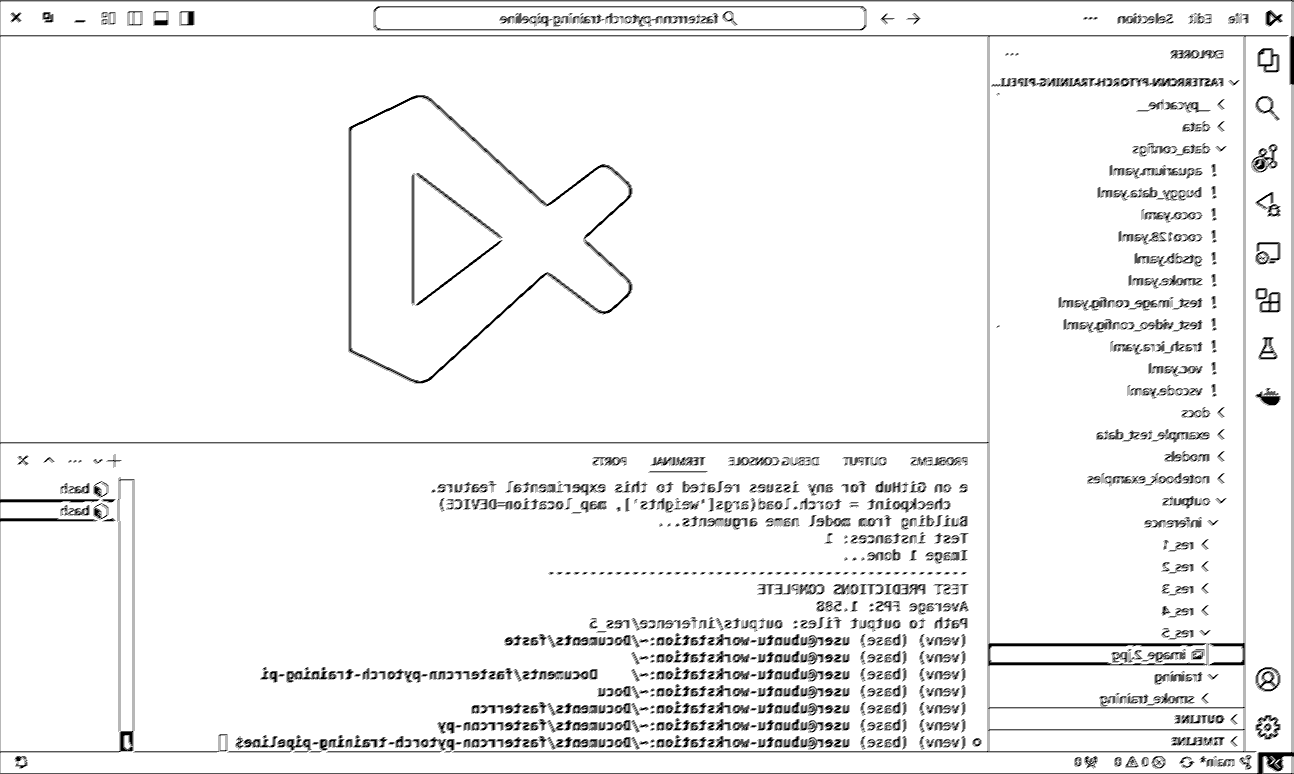 File Edit Selection ...
fasterrcnn-pytorch-training-pipeline
EXPLORER
FASTERRCNN-PYTORCH-TRAINING-PIPELI...
__pycache__
data
data_configs
aquarium.yaml
buggy_data.yaml
coco.yaml
coco128.yaml
gtsdb.yaml
smoke.yaml
test_image_config.yaml
test_video_config.yaml
trash_icra.yaml
voc.yaml
vscode.yaml
docs
example_test_data
models
notebook_examples
outputs
inference
res_1
res_2
res_3
res_4
res_5
image_2.jpg
training
smoke_training
OUTLINE
TIMELINE
PROBLEMS OUTPUT DEBUG CONSOLE TERMINAL PORTS
e on GitHub for any issues related to this experimental feature.
checkpoint = torch.load(args['weights'], map_location=DEVICE)
Building from model name arguments...
Test instances: 1
Image 1 done...
--------------------------------------------------
TEST PREDICTIONS COMPLETE
Average FPS: 1.588
Path to output files: outputs/inference/res_5
(venv) (base) user@ubuntu-workstation:~/Documents/faste
(venv) (base) user@ubuntu-workstation:~/
(venv) (base) user@ubuntu-workstation:~/    Documents/fasterrcnn-pytorch-training-pi
(venv) (base) user@ubuntu-workstation:~/Docu
(venv) (base) user@ubuntu-workstation:~/Documents/fasterrcnn
(venv) (base) user@ubuntu-workstation:~/Documents/fasterrcnn-py
(venv) (base) user@ubuntu-workstation:~/Documents/fasterrcnn-pytorch-training-pipeline$
bash
bash
main* 0 0 0